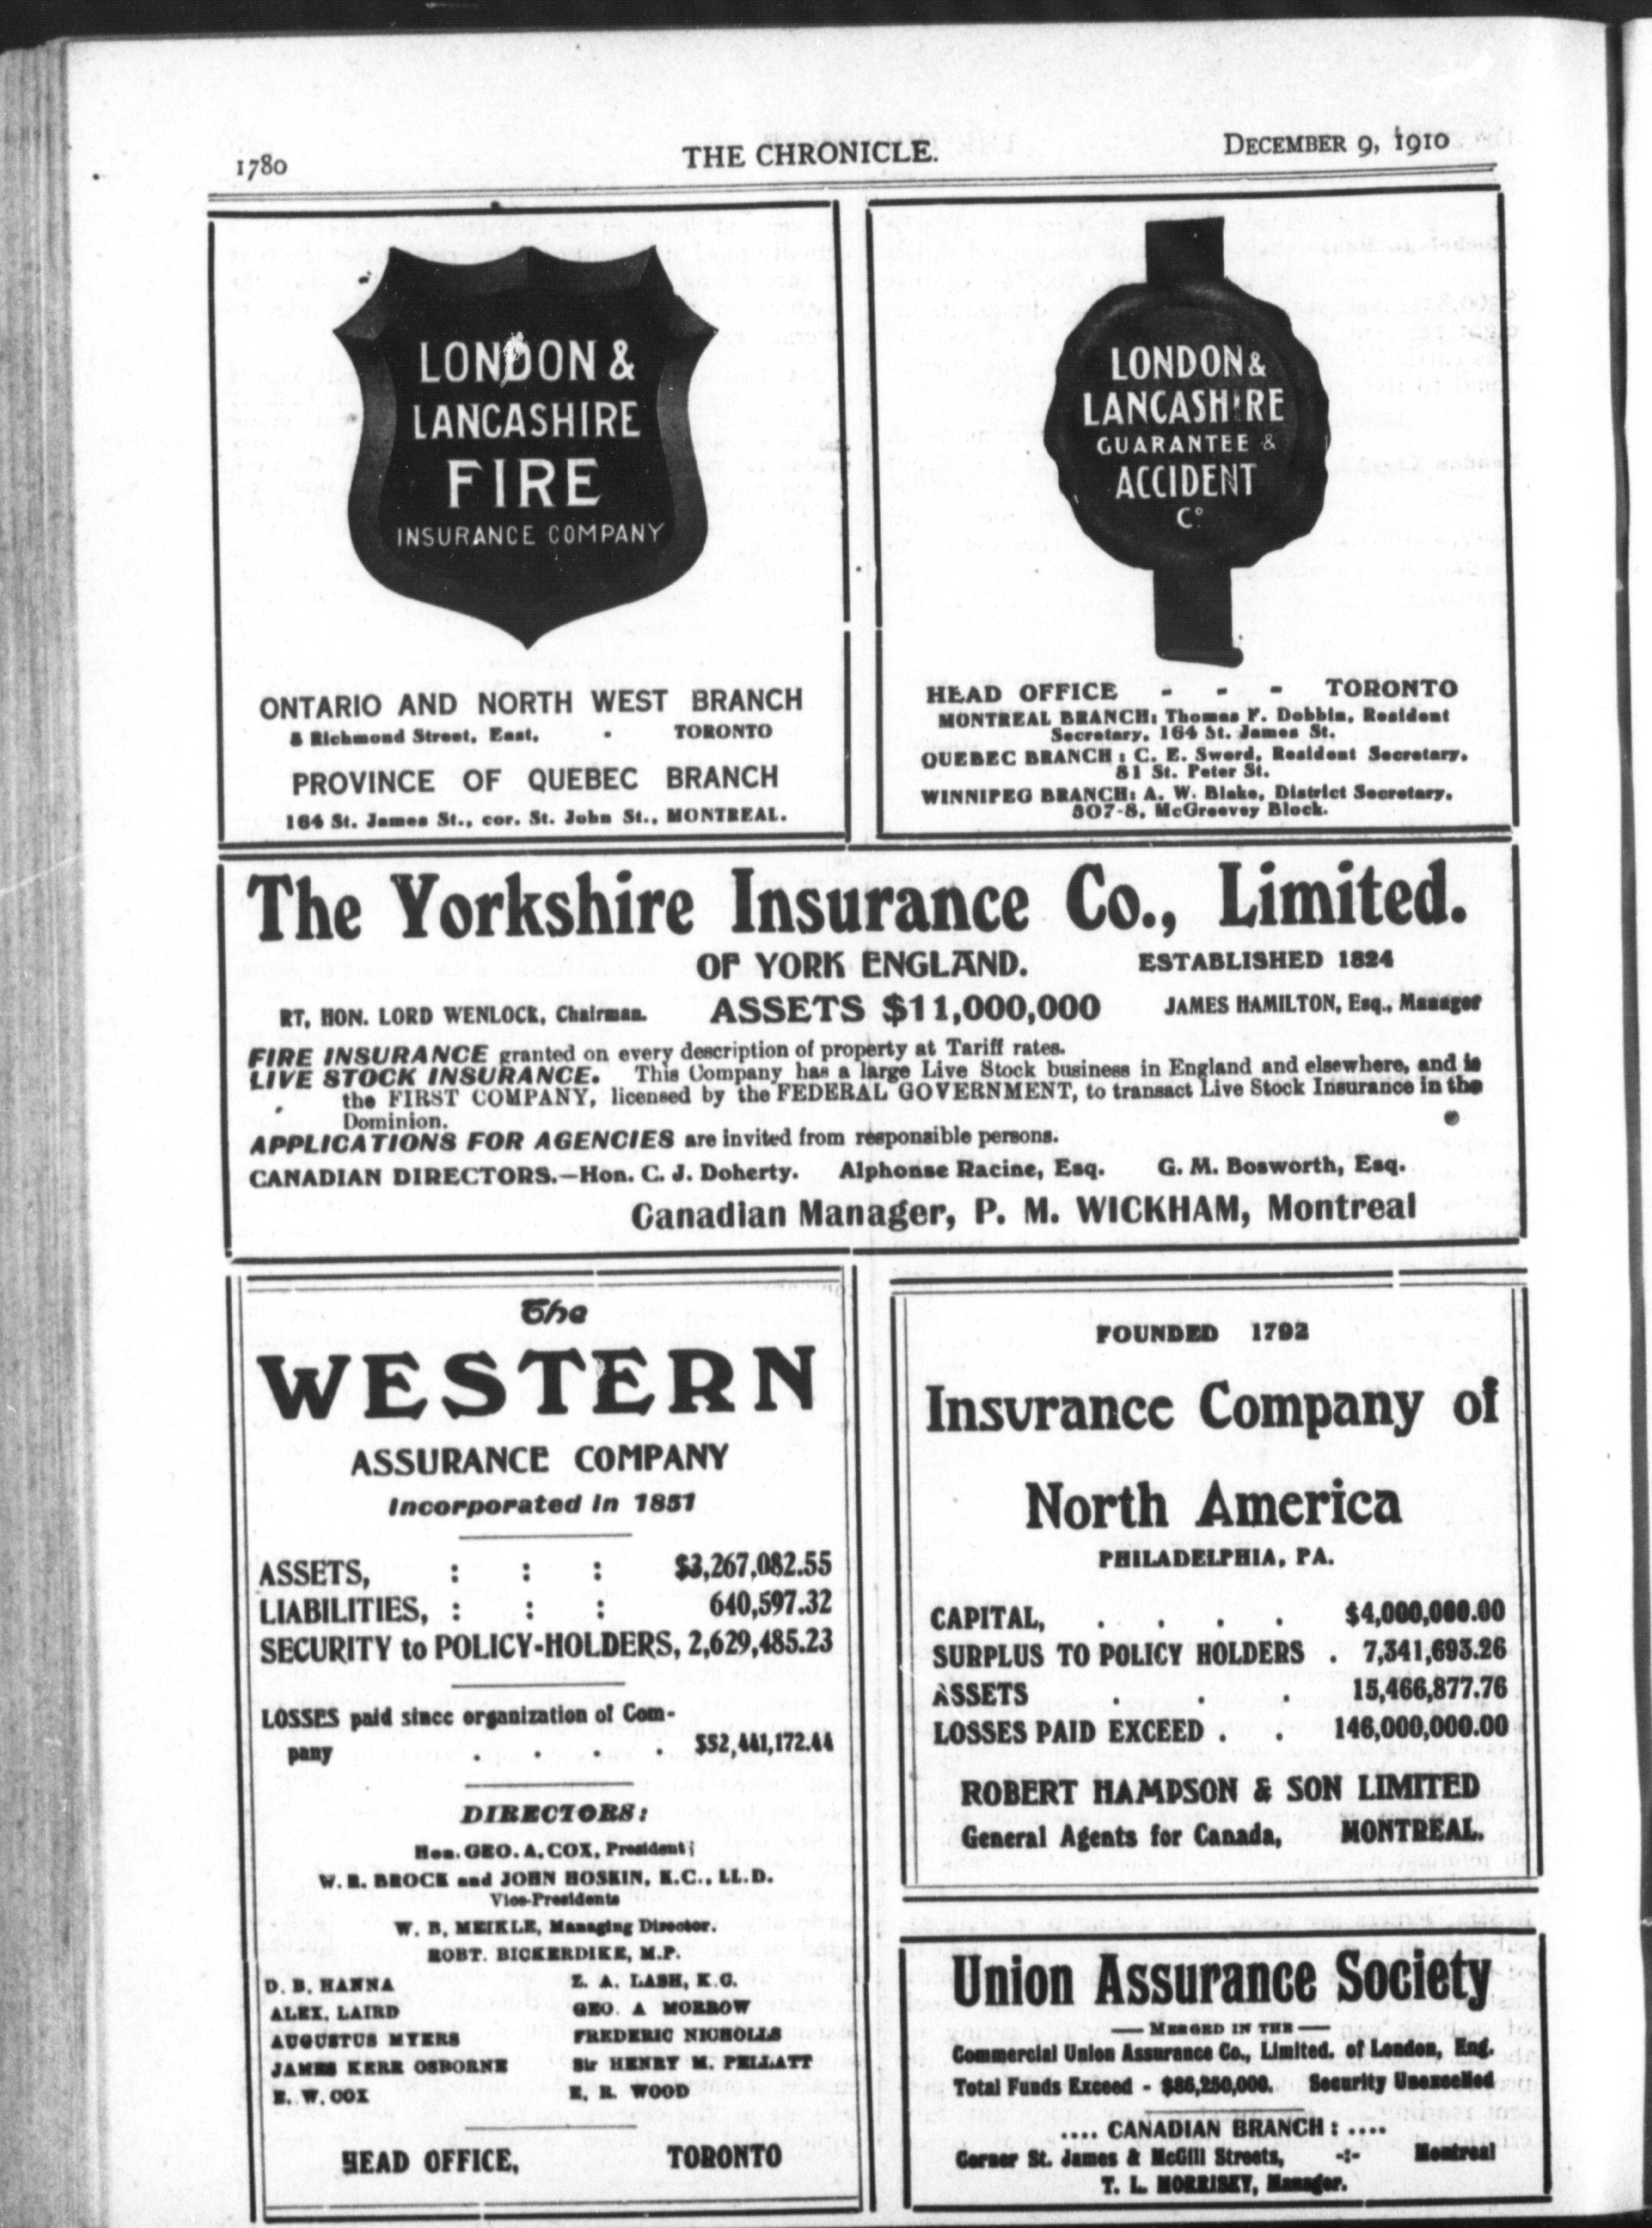 1780
THE CHRONICLE.
DECEMBER 9, 1910
LONDON &
LANCASHIRE
FIRE
INSURANCE COMPANY
ONTARIO AND NORTH WEST BRANCH
8 Richmond Street, East, - TORONTO
PROVINCE OF QUEBEC BRANCH
164 St. James St., cor. St. John St., MONTREAL.
LONDON &
LANCASHIRE
GUARANTEE &
ACCIDENT
Co
HEAD OFFICE - - - TORONTO
MONTREAL BRANCH: Thomas F. Dobbin, Resident
Secretary, 164 St. James St.
QUEBEC BRANCH: C. E. Sword, Resident Secretary,
81 St. Peter St.
WINNIPEG BRANCH: A. W. Blake, District Secretary,
507-8, McGreevey Block.
The Yorkshire Insurance Co., Limited.
OF YORK ENGLAND. ESTABLISHED 1824
RT. HON. LORD WENLOCK, Chairman. ASSETS $11,000,000 JAMES HAMILTON, Esq., Manager
FIRE INSURANCE granted on every description of property at Tariff rates.
LIVE STOCK INSURANCE. This Company has a large Live Stock business in England and elsewhere, and is
the FIRST COMPANY, licensed by the FEDERAL GOVERNMENT, to transact Live Stock Insurance in the
Dominion.
APPLICATIONS FOR AGENCIES are invited from responsible persons.
CANADIAN DIRECTORS.—Hon. C. J. Doherty. Alphonse Racine, Esq. G. M. Bosworth, Esq.
Canadian Manager, P. M. WICKHAM, Montreal
The
WESTERN
ASSURANCE COMPANY
Incorporated in 1851
ASSETS, : : : $3,267,082.55
LIABILITIES, : : : 640,597.32
SECURITY to POLICY-HOLDERS, 2,629,485.23
LOSSES paid since organization of Com-
pany . . . . $52,441,172.44
DIRECTORS:
Hon. GEO. A. COX, President;
W. R. BROCK and JOHN HOSKIN, K.C., LL.D.
Vice-Presidents
W. B. MEIKLE, Managing Director.
ROBT. BICKERDIKE, M.P.
D. B. HANNA Z. A. LASH, K.C.
ALEX. LAIRD GEO. A MORROW
AUGUSTUS MYERS FREDERIC NICHOLLS
JAMES KERR OSBORNE Sir HENRY M. PELLATT
E. W. COX E. R. WOOD
HEAD OFFICE, TORONTO
FOUNDED 1792
Insurance Company of
North America
PHILADELPHIA, PA.
CAPITAL, . . . . $4,000,000.00
SURPLUS TO POLICY HOLDERS . 7,341,693.26
ASSETS . . . 15,466,877.76
LOSSES PAID EXCEED . . 146,000,000.00
ROBERT HAMPSON & SON LIMITED
General Agents for Canada, MONTREAL.
Union Assurance Society
— MERGED IN THE —
Commercial Union Assurance Co., Limited. of London, Eng.
Total Funds Exceed - $86,250,000. Security Unexcelled
.... CANADIAN BRANCH: ....
Corner St. James & McGill Streets, -:- Montreal
T. L. MORRISEY, Manager.